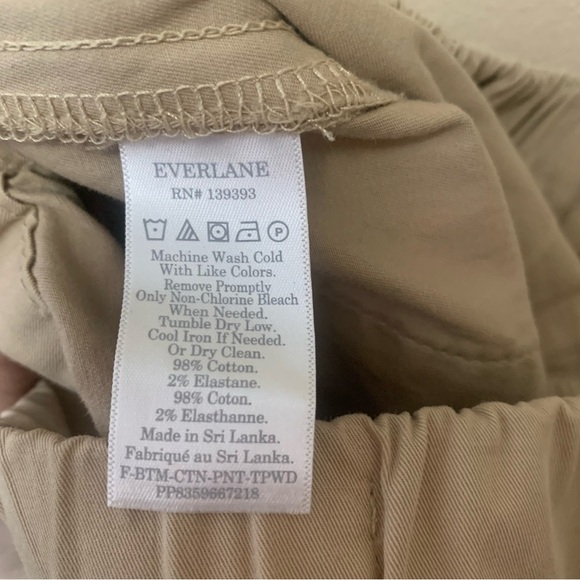 EVERLANE
RN# 139393
P
Machine Wash Cold
With Like Colors.
Remove Promptly
Only Non-Chlorine Bleach
When Needed.
Tumble Dry Low.
Cool Iron If Needed.
Or Dry Clean.
98% Cotton.
2% Elastane.
98% Coton.
2% Elasthanne.
Made in Sri Lanka.
Fabriqué au Sri Lanka.
F-BTM-CTN-PNT-TPWD
PP8359667218